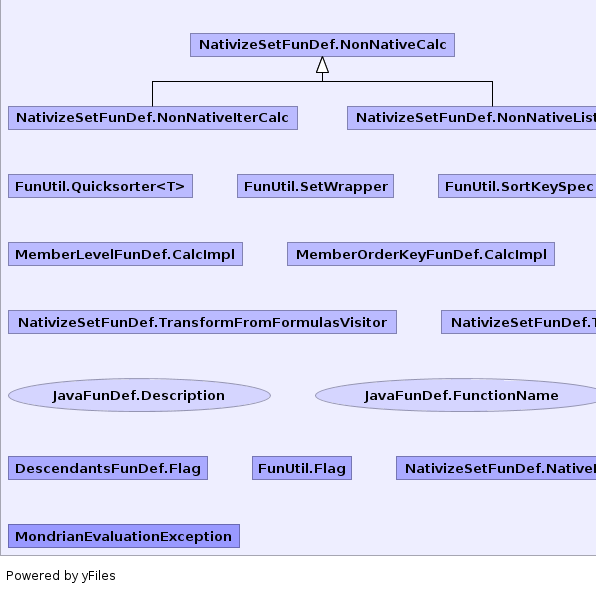 NativizeSetFunDef.NonNativeCalc
NativizeSetFunDef.NonNativeIterCalc NativizeSetFunDef.NonNativeList
FunUtil.Quicksorter<T> FunUtil.SetWrapper FunUtil.SortKeySpec
MemberLevelFunDef.CalcImpl MemberOrderKeyFunDef.CalcImpl
NativizeSetFunDef.TransformFromFormulasVisitor NativizeSetFunDef.T
JavaFunDef.Description JavaFunDef.FunctionName
DescendantsFunDef.Flag FunUtil.Flag NativizeSetFunDef.Native
MondrianEvaluationException
Powered by yFiles